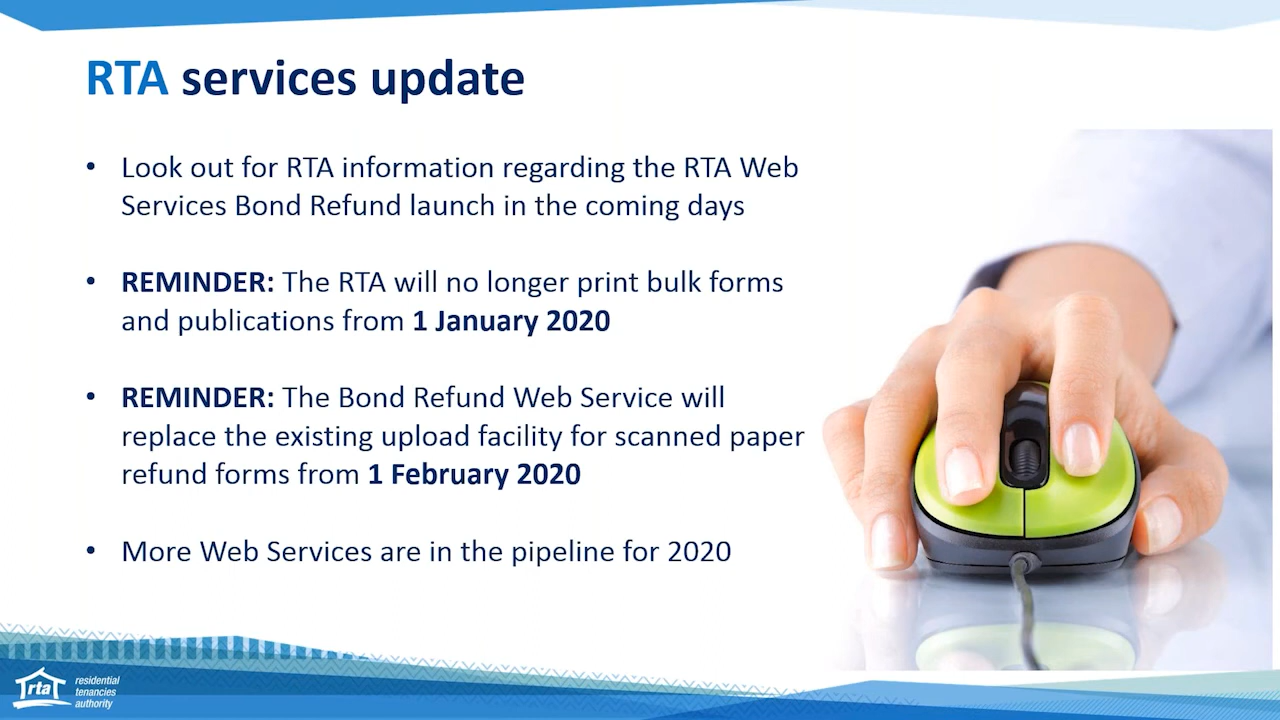 RTA services update
• Look out for RTA information regarding the RTA Web
Services Bond Refund launch in the coming days
• REMINDER: The RTA will no longer print bulk forms
and publications from 1 January 2020
• REMINDER: The Bond Refund Web Service will
replace the existing upload facility for scanned paper
refund forms from 1 February 2020
• More Web Services are in the pipeline for 2020
rta
residential
tenancies
authority